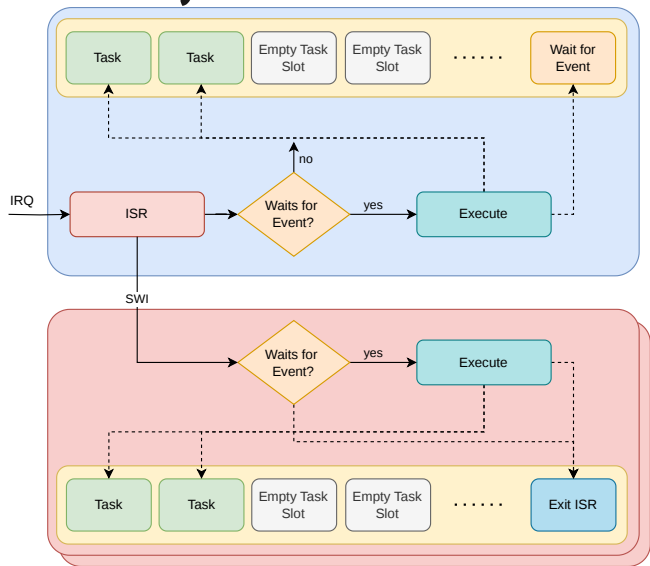 Task
Task
Empty Task
Slot
Empty Task
Slot
......
Wait for
Event
no
IRQ
ISR
Waits for
Event?
yes
Execute
SWI
Waits for
Event?
yes
Execute
Task
Task
Empty Task
Slot
Empty Task
Slot
......
Exit ISR